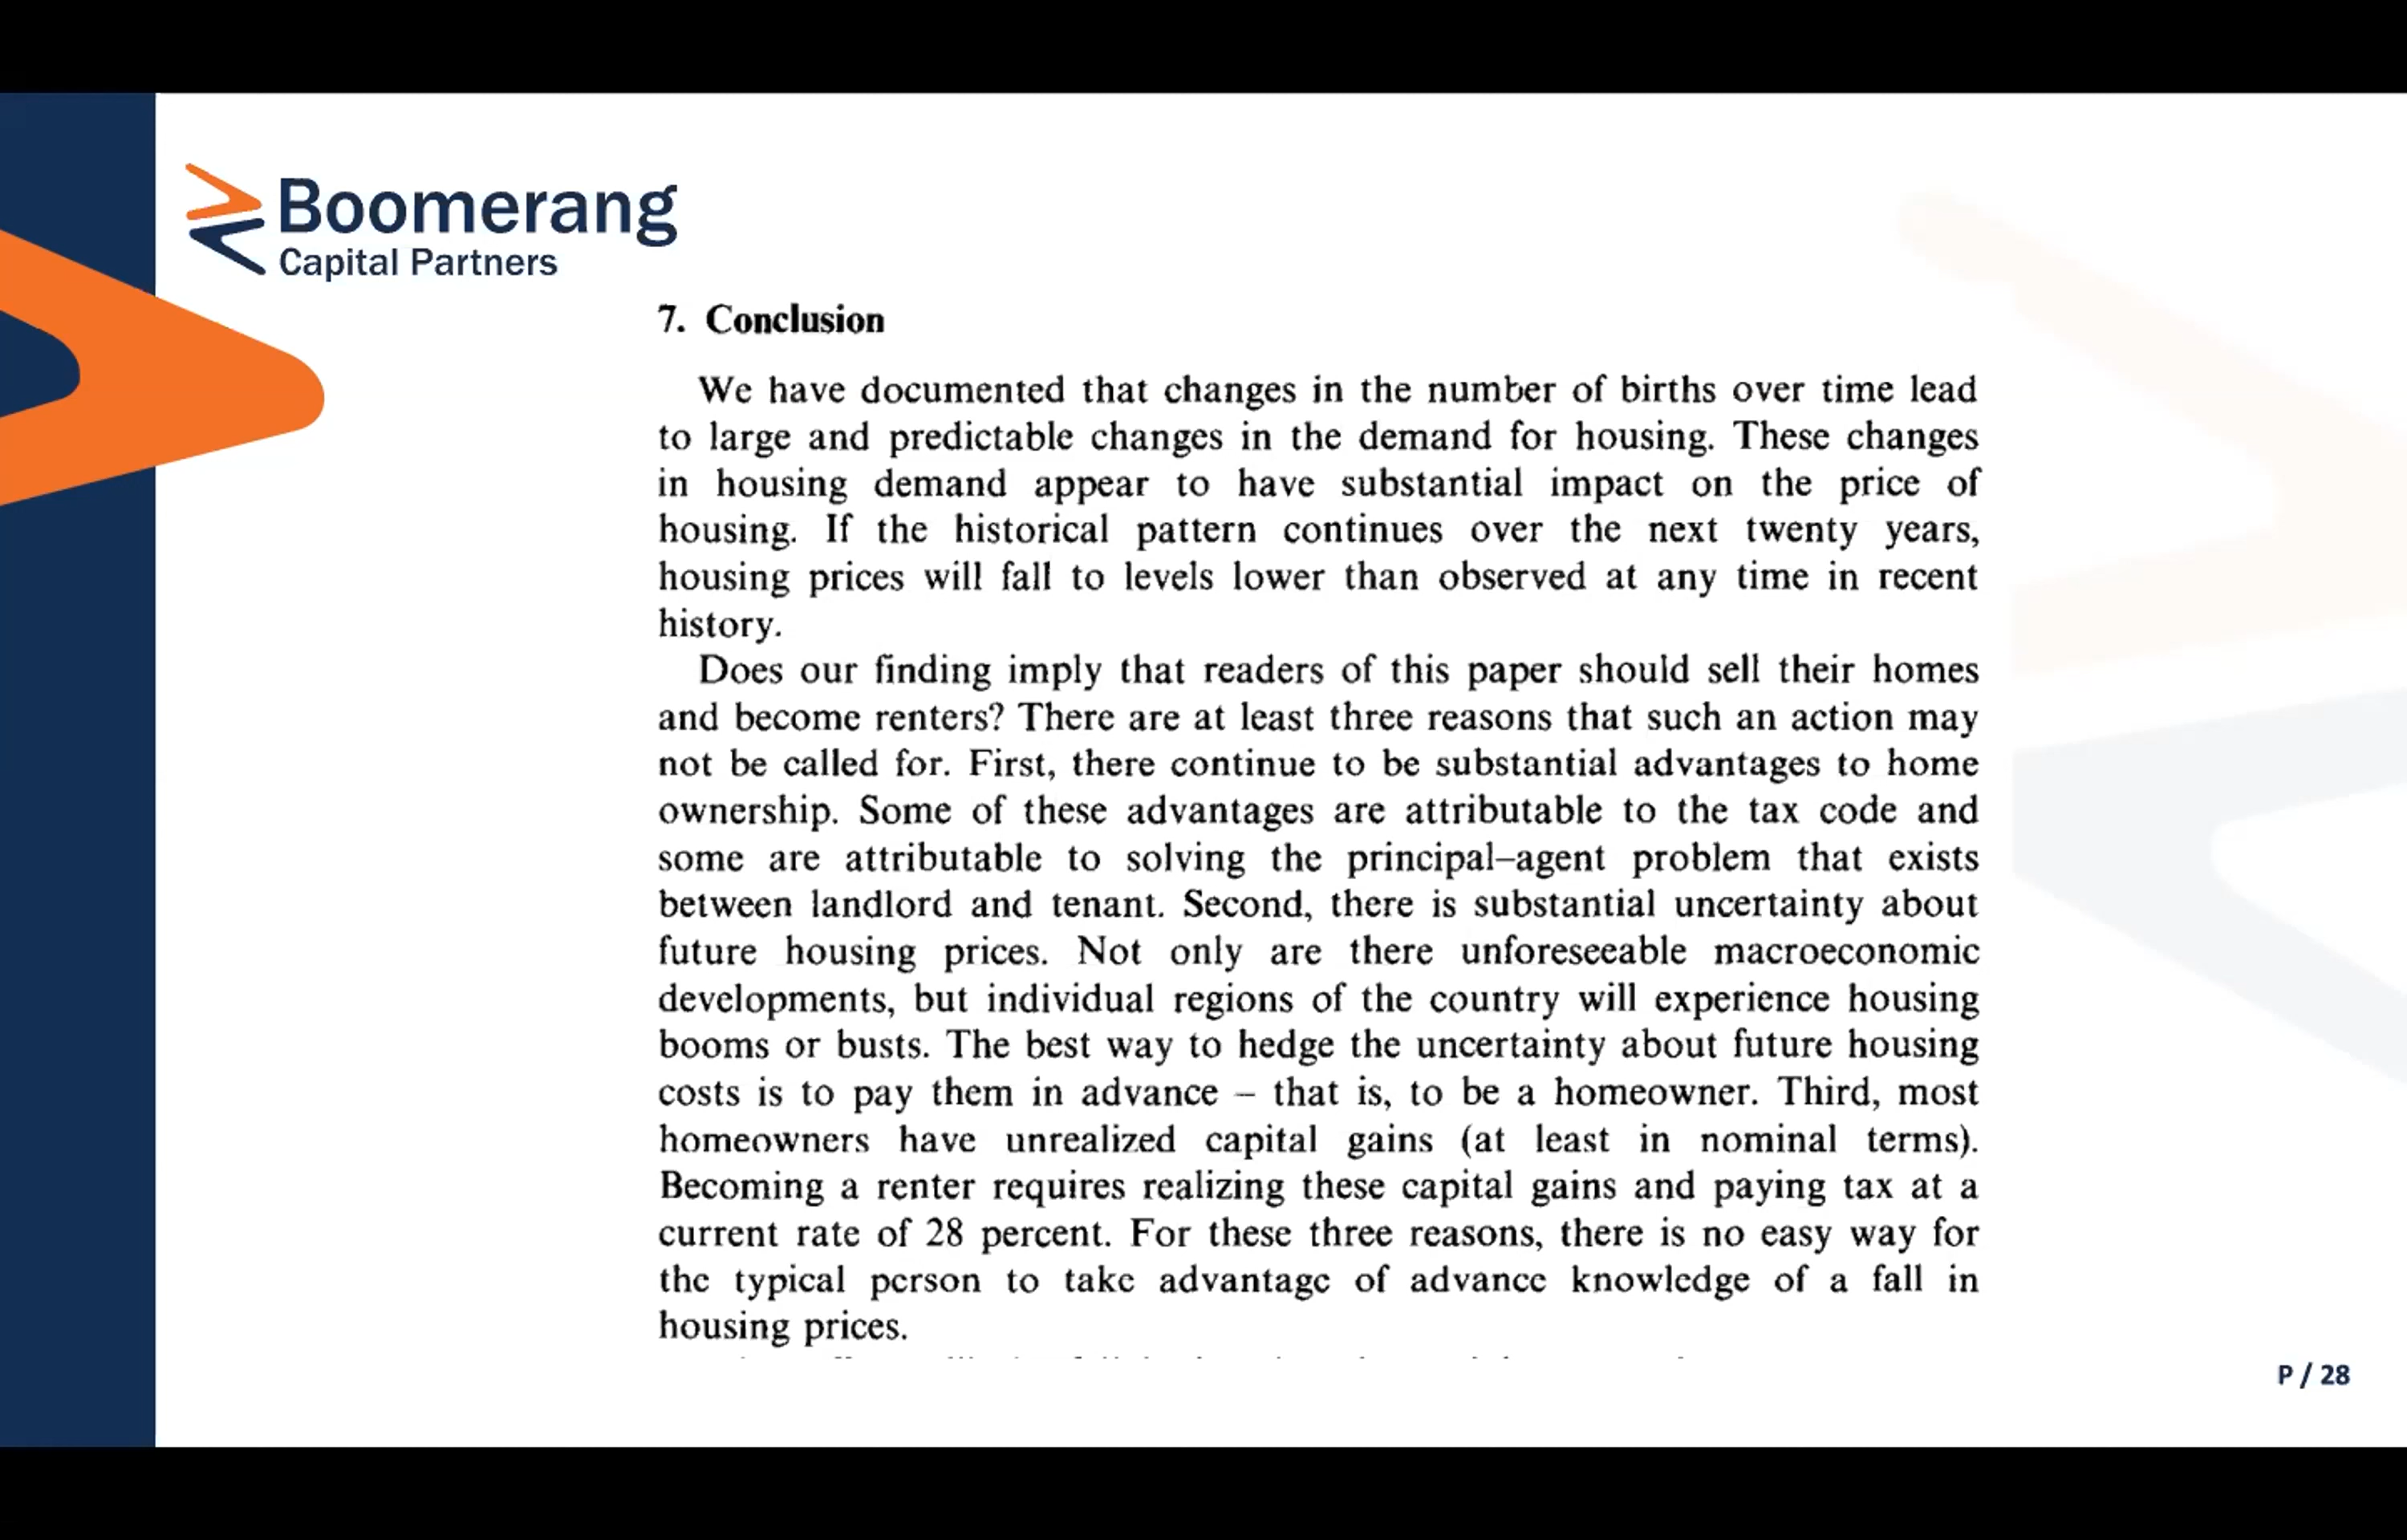 Boomerang
Capital Partners
7. Conclusion
We have documented that changes in the number of births over time lead
to large and predictable changes in the demand for housing. These changes
in housing demand appear to have substantial impact on the price of
housing. If the historical pattern continues over the next twenty years,
housing prices will fall to levels lower than observed at any time in recent
history.
Does our finding imply that readers of this paper should sell their homes
and become renters? There are at least three reasons that such an action may
not be called for. First, there continue to be substantial advantages to home
ownership. Some of these advantages are attributable to the tax code and
some are attributable to solving the principal–agent problem that exists
between landlord and tenant. Second, there is substantial uncertainty about
future housing prices. Not only are there unforeseeable macroeconomic
developments, but individual regions of the country will experience housing
booms or busts. The best way to hedge the uncertainty about future housing
costs is to pay them in advance – that is, to be a homeowner. Third, most
homeowners have unrealized capital gains (at least in nominal terms).
Becoming a renter requires realizing these capital gains and paying tax at a
current rate of 28 percent. For these three reasons, there is no easy way for
the typical person to take advantage of advance knowledge of a fall in
housing prices.
P / 28